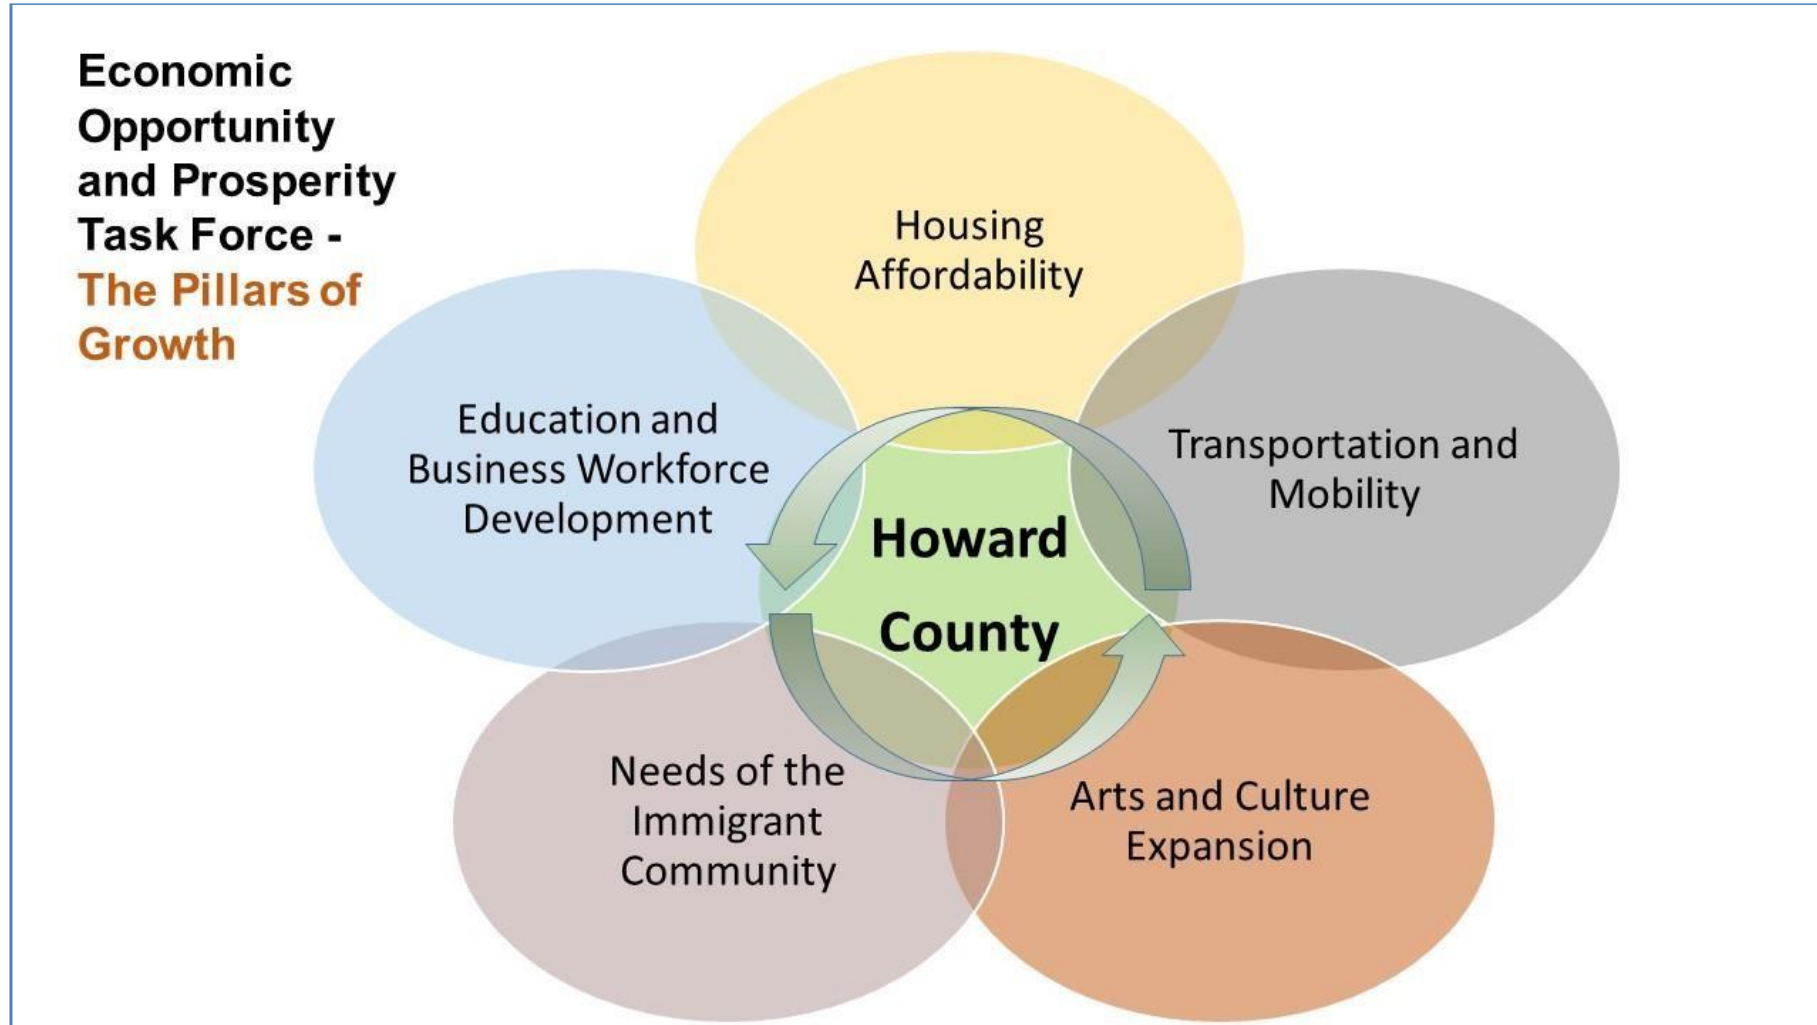 Economic
Opportunity
and Prosperity
Task Force -
The Pillars of
Growth
Housing
Affordability
Education and
Business Workforce
Development
Transportation and
Mobility
Howard
County
Needs of the
Immigrant
Community
Arts and Culture
Expansion